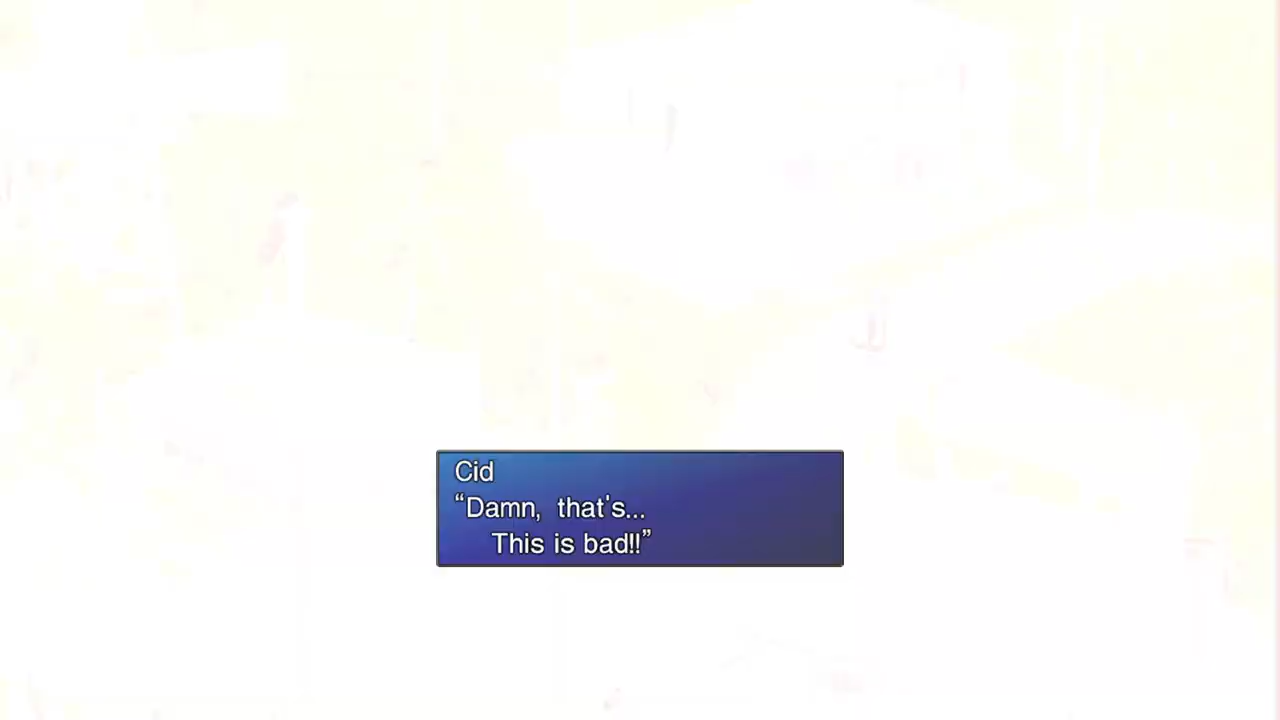 Cid
“Damn, that's...
This is bad!!”